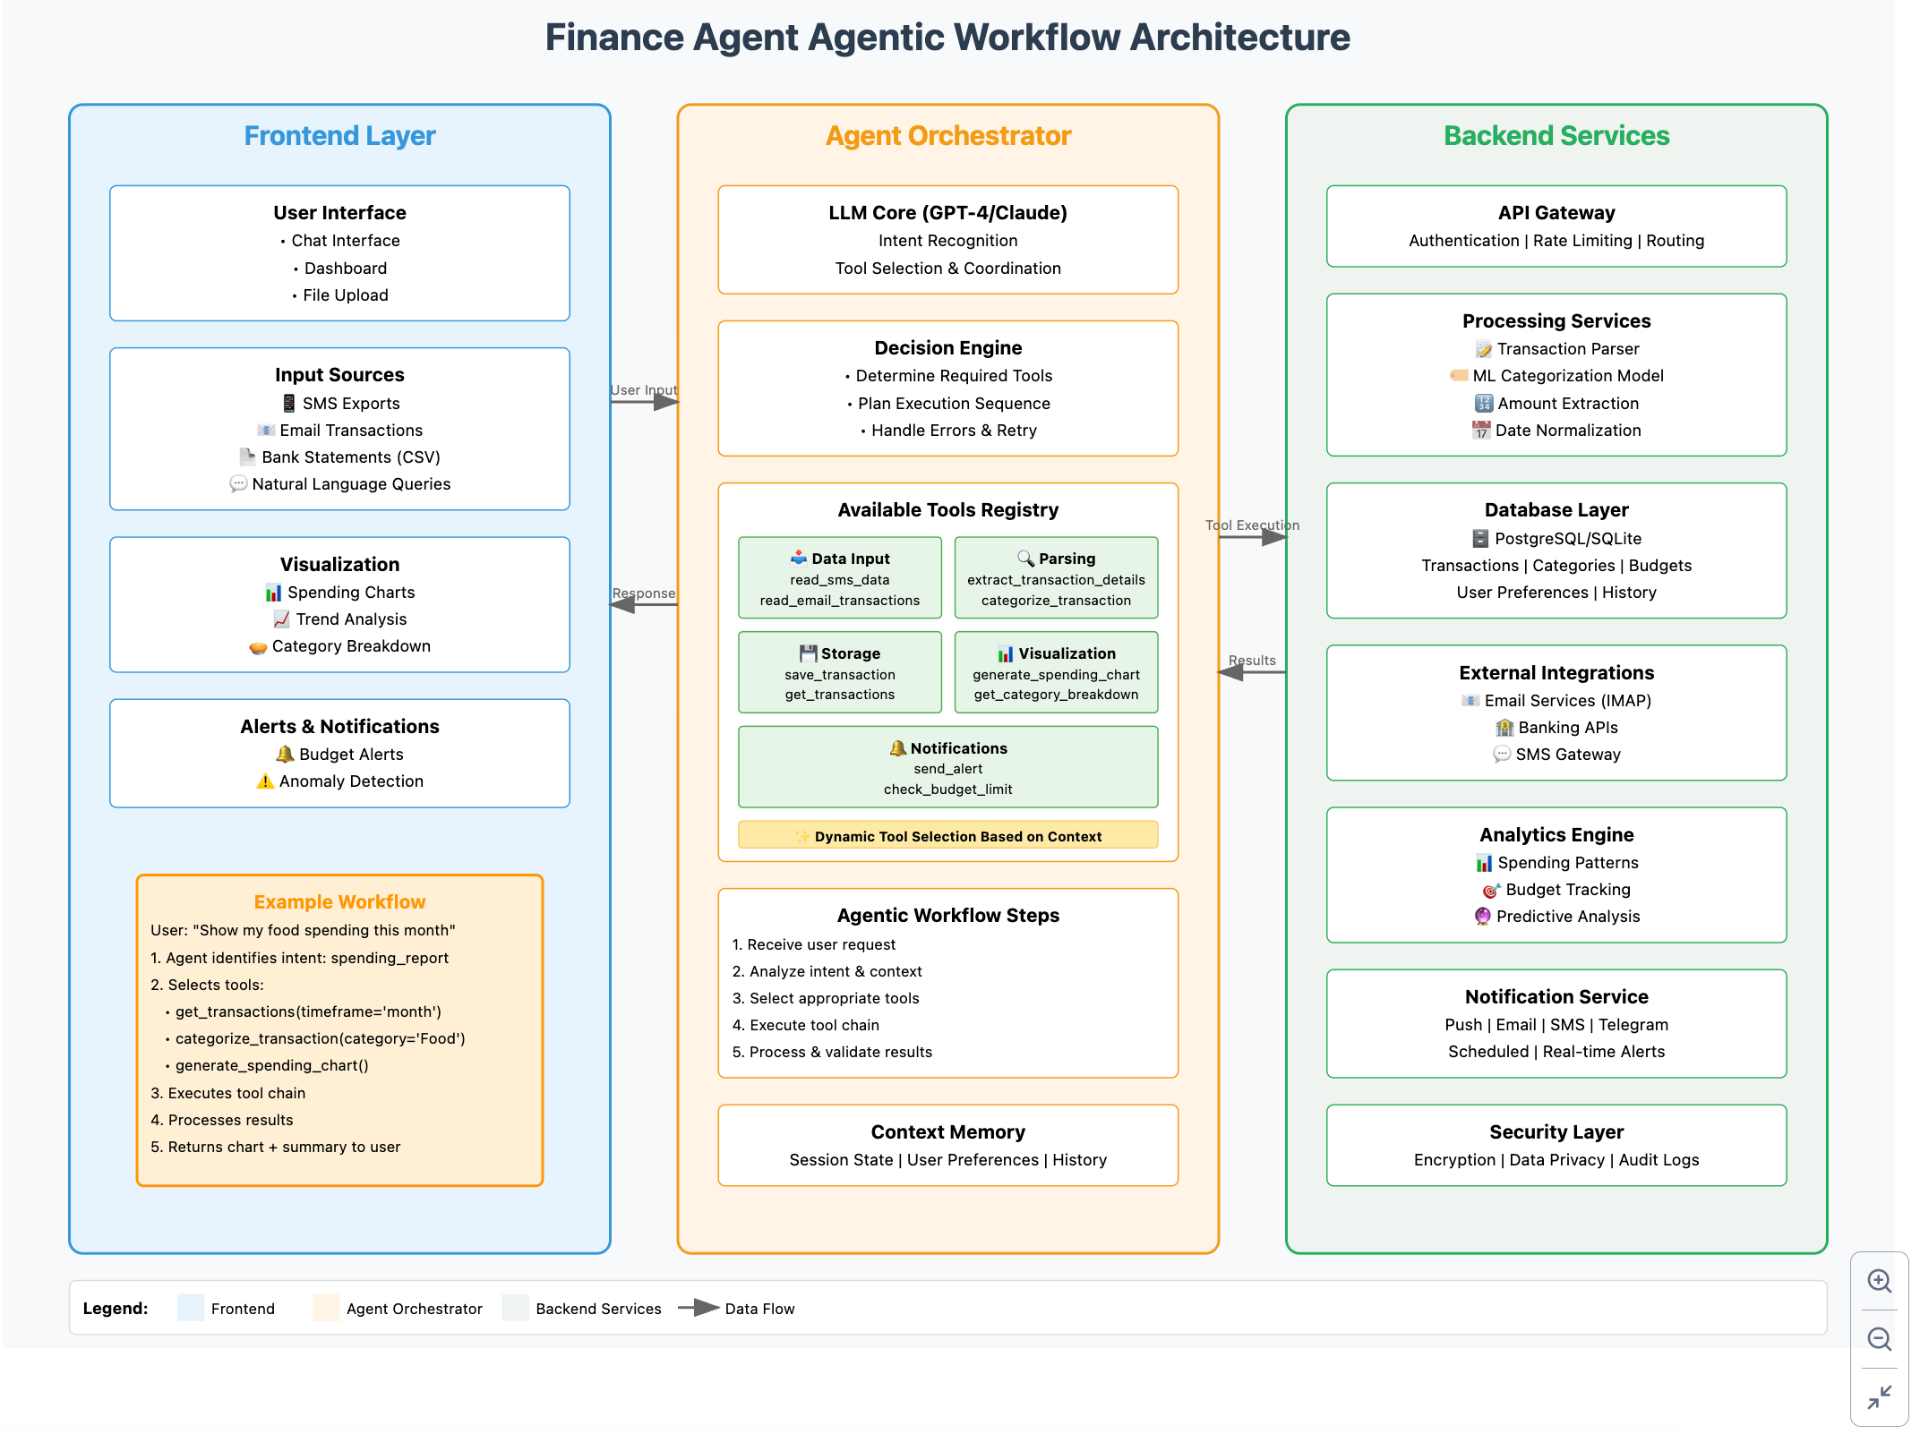 Finance Agent Agentic Workflow Architecture
Frontend Layer
User Interface
• Chat Interface
• Dashboard
• File Upload
Input Sources
📱 SMS Exports
📧 Email Transactions
📄 Bank Statements (CSV)
💬 Natural Language Queries
Visualization
📊 Spending Charts
📈 Trend Analysis
🥧 Category Breakdown
Alerts & Notifications
🔔 Budget Alerts
⚠️ Anomaly Detection
Example Workflow
User: "Show my food spending this month"
1. Agent identifies intent: spending_report
2. Selects tools:
• get_transactions(timeframe='month')
• categorize_transaction(category='Food')
• generate_spending_chart()
3. Executes tool chain
4. Processes results
5. Returns chart + summary to user
User Input
Response
Agent Orchestrator
LLM Core (GPT-4/Claude)
Intent Recognition
Tool Selection & Coordination
Decision Engine
• Determine Required Tools
• Plan Execution Sequence
• Handle Errors & Retry
Available Tools Registry
📥 Data Input
read_sms_data
read_email_transactions
🔍 Parsing
extract_transaction_details
categorize_transaction
💾 Storage
save_transaction
get_transactions
📊 Visualization
generate_spending_chart
get_category_breakdown
🔔 Notifications
send_alert
check_budget_limit
✨ Dynamic Tool Selection Based on Context
Agentic Workflow Steps
1. Receive user request
2. Analyze intent & context
3. Select appropriate tools
4. Execute tool chain
5. Process & validate results
Context Memory
Session State | User Preferences | History
Tool Execution
Results
Backend Services
API Gateway
Authentication | Rate Limiting | Routing
Processing Services
📝 Transaction Parser
🏷️ ML Categorization Model
🔢 Amount Extraction
📅 Date Normalization
Database Layer
🗄️ PostgreSQL/SQLite
Transactions | Categories | Budgets
User Preferences | History
External Integrations
📧 Email Services (IMAP)
🏦 Banking APIs
💬 SMS Gateway
Analytics Engine
📊 Spending Patterns
🎯 Budget Tracking
🔮 Predictive Analysis
Notification Service
Push | Email | SMS | Telegram
Scheduled | Real-time Alerts
Security Layer
Encryption | Data Privacy | Audit Logs
Legend:
Frontend
Agent Orchestrator
Backend Services
Data Flow